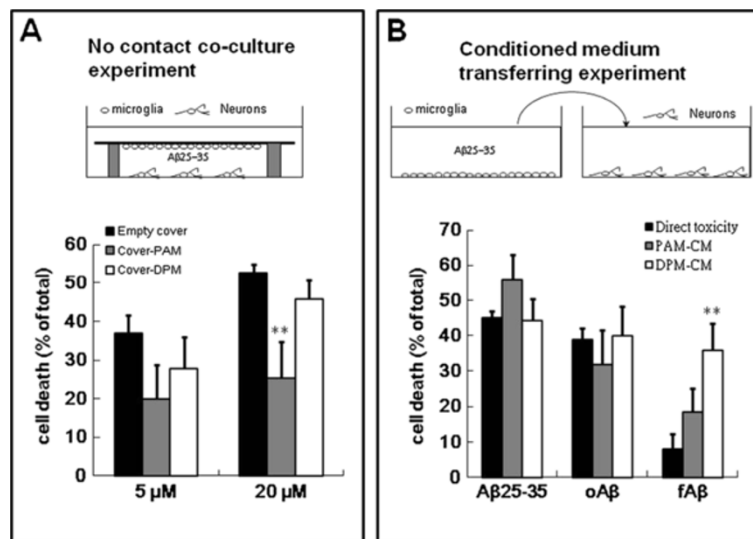 A
No contact co-culture
experiment
microglia
Neurons
Aβ25–35
Empty cover
Cover-PAM
Cover-DPM
cell death (% of total)
60
50
40
30
20
10
0
**
5 μM
20 μM
B
Conditioned medium
transferring experiment
microglia
Neurons
Aβ25–35
Direct toxicity
PAM-CM
DPM-CM
cell death (% of total)
70
60
50
40
30
20
10
0
**
Aβ25-35
oAβ
fAβ